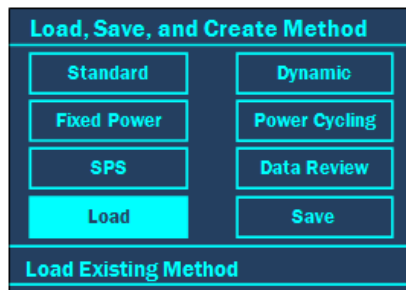 Load, Save, and Create Method
Standard
Dynamic
Fixed Power
Power Cycling
SPS
Data Review
Load
Save
Load Existing Method